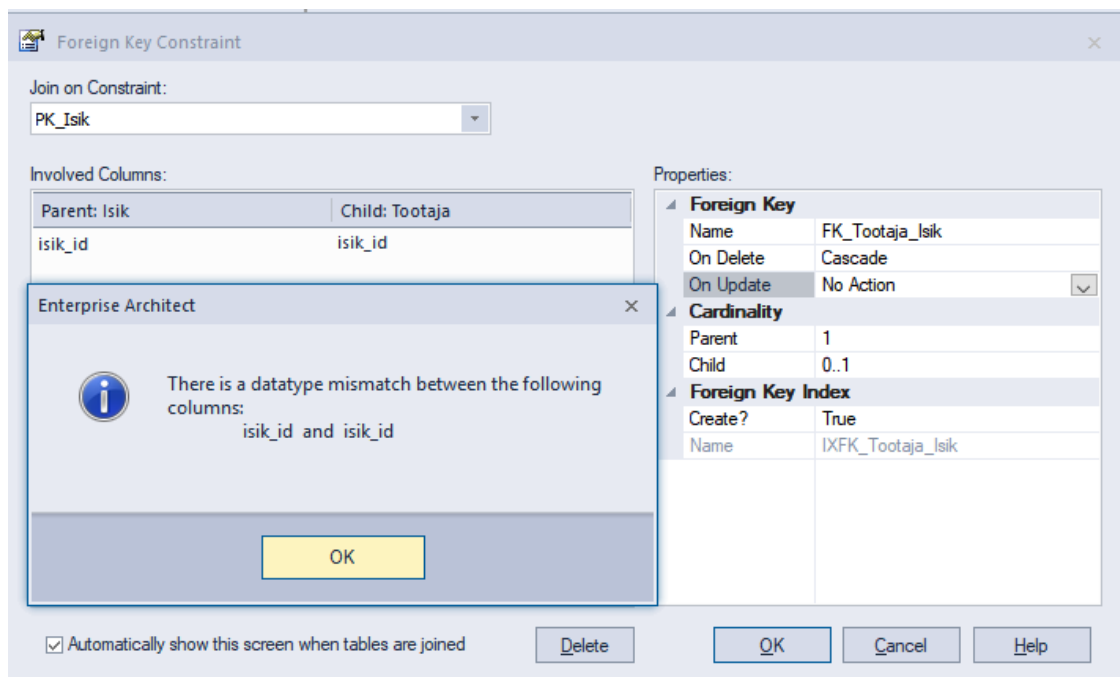 Foreign Key Constraint
Join on Constraint:
PK_Isik
Involved Columns:
Parent: Isik Child: Tootaja
isik_id isik_id
Properties:
Foreign Key
Name FK_Tootaja_Isik
On Delete Cascade
On Update No Action
Cardinality
Parent 1
Child 0..1
Foreign Key Index
Create? True
Name IXFK_Tootaja_Isik
Enterprise Architect
There is a datatype mismatch between the following
columns:
isik_id and isik_id
OK
Automatically show this screen when tables are joined
Delete
OK
Cancel
Help